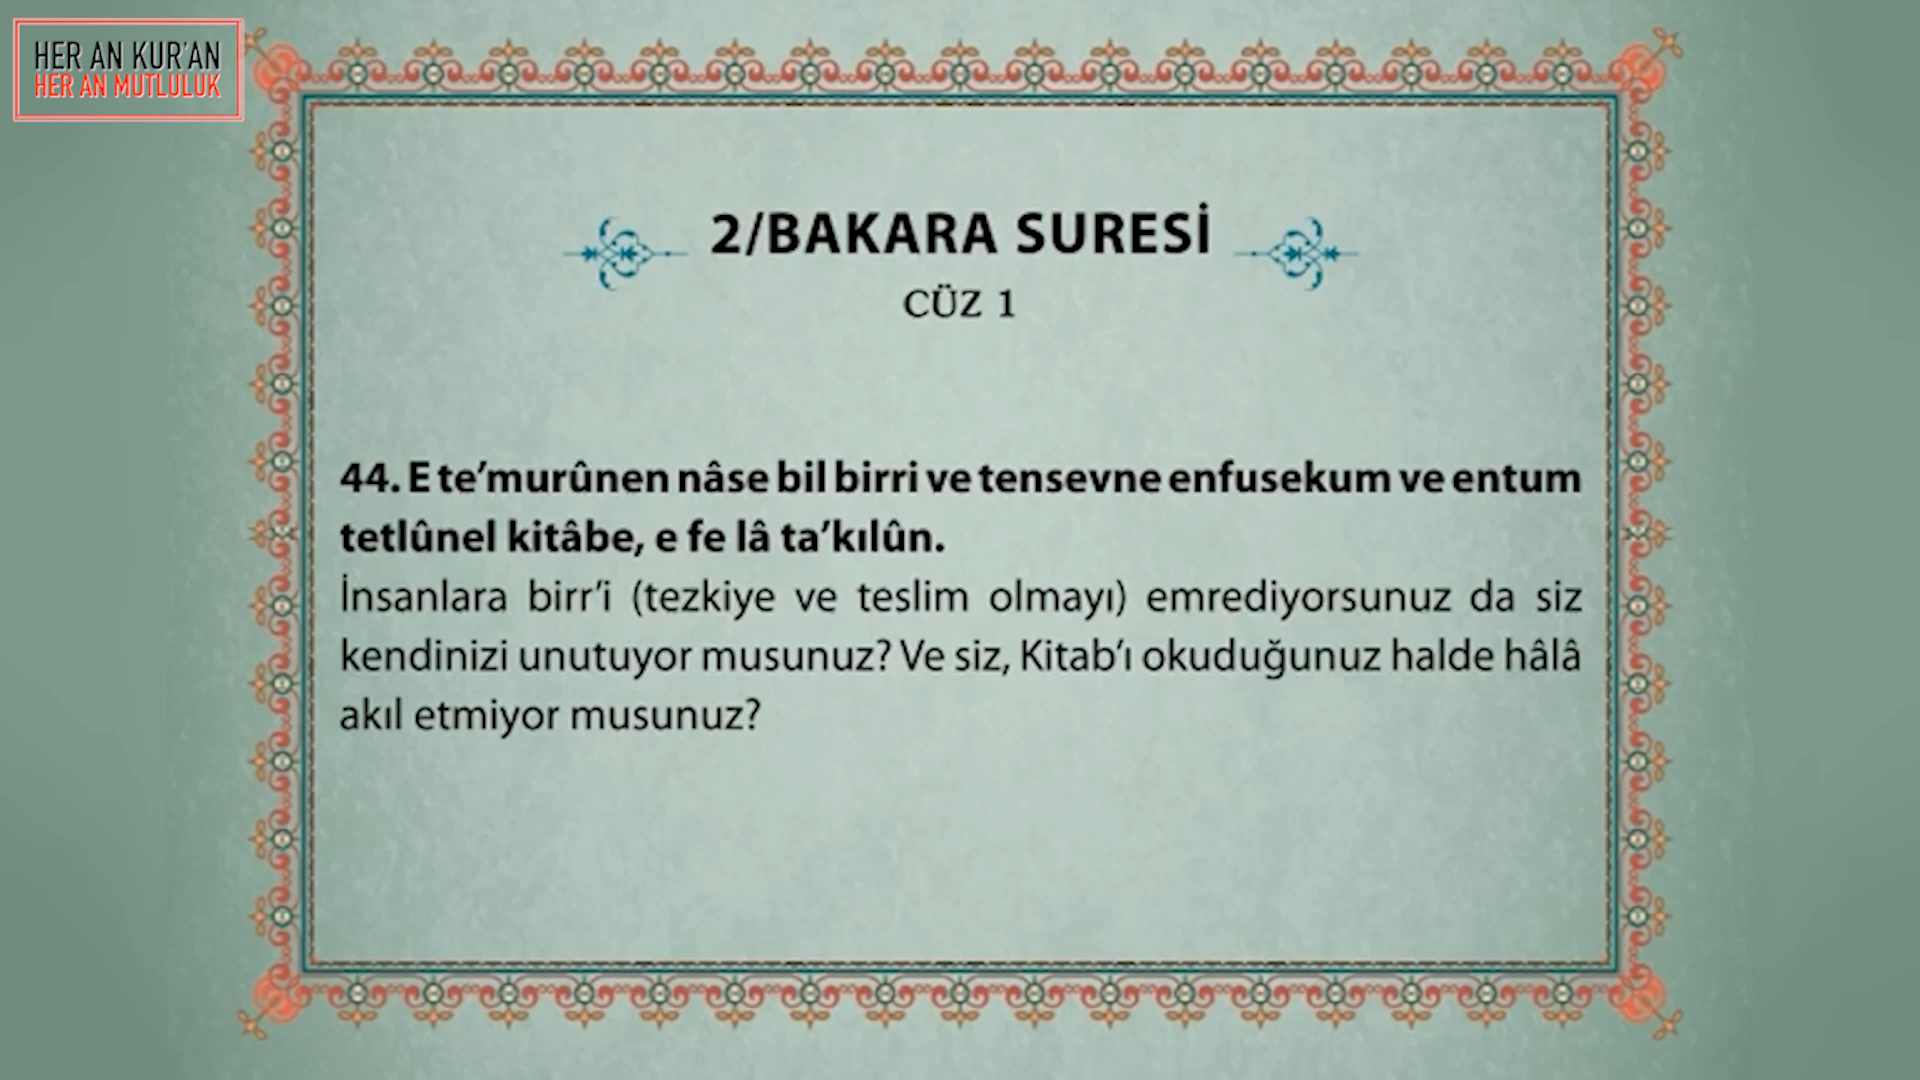 HER AN KUR'AN
HER AN MUTLULUK
2/BAKARA SURESİ
CÜZ 1
44. E te’murûnen nâse bil birri ve tensevne enfusekum ve entum
tetlûnel kitâbe, e fe lâ ta’kılûn.
İnsanlara birr’i (tezkiye ve teslim olmayı) emrediyorsunuz da siz
kendinizi unutuyor musunuz? Ve siz, Kitab’ı okuduğunuz halde hâlâ
akıl etmiyor musunuz?